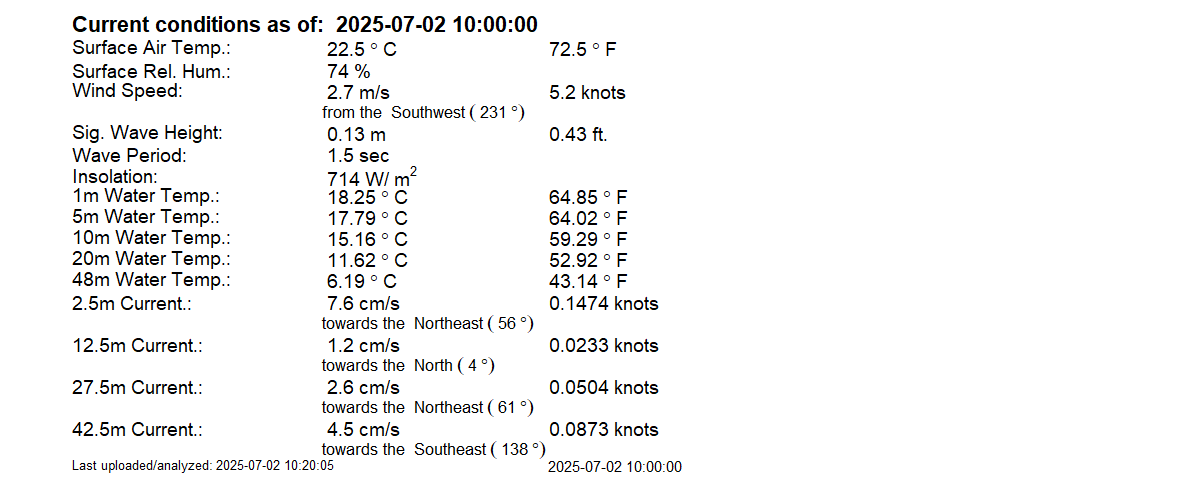 Current conditions as of: 2025-07-02 10:00:00
Surface Air Temp.: 22.5 ° C 72.5 ° F
Surface Rel. Hum.: 74 %
Wind Speed: 2.7 m/s 5.2 knots
from the Southwest ( 231 °)
Sig. Wave Height: 0.13 m 0.43 ft.
Wave Period: 1.5 sec
Insolation: 714 W/ m²
1m Water Temp.: 18.25 ° C 64.85 ° F
5m Water Temp.: 17.79 ° C 64.02 ° F
10m Water Temp.: 15.16 ° C 59.29 ° F
20m Water Temp.: 11.62 ° C 52.92 ° F
48m Water Temp.: 6.19 ° C 43.14 ° F
2.5m Current.: 7.6 cm/s 0.1474 knots
towards the Northeast ( 56 °)
12.5m Current.: 1.2 cm/s 0.0233 knots
towards the North ( 4 °)
27.5m Current.: 2.6 cm/s 0.0504 knots
towards the Northeast ( 61 °)
42.5m Current.: 4.5 cm/s 0.0873 knots
towards the Southeast ( 138 °)
Last uploaded/analyzed: 2025-07-02 10:20:05 2025-07-02 10:00:00